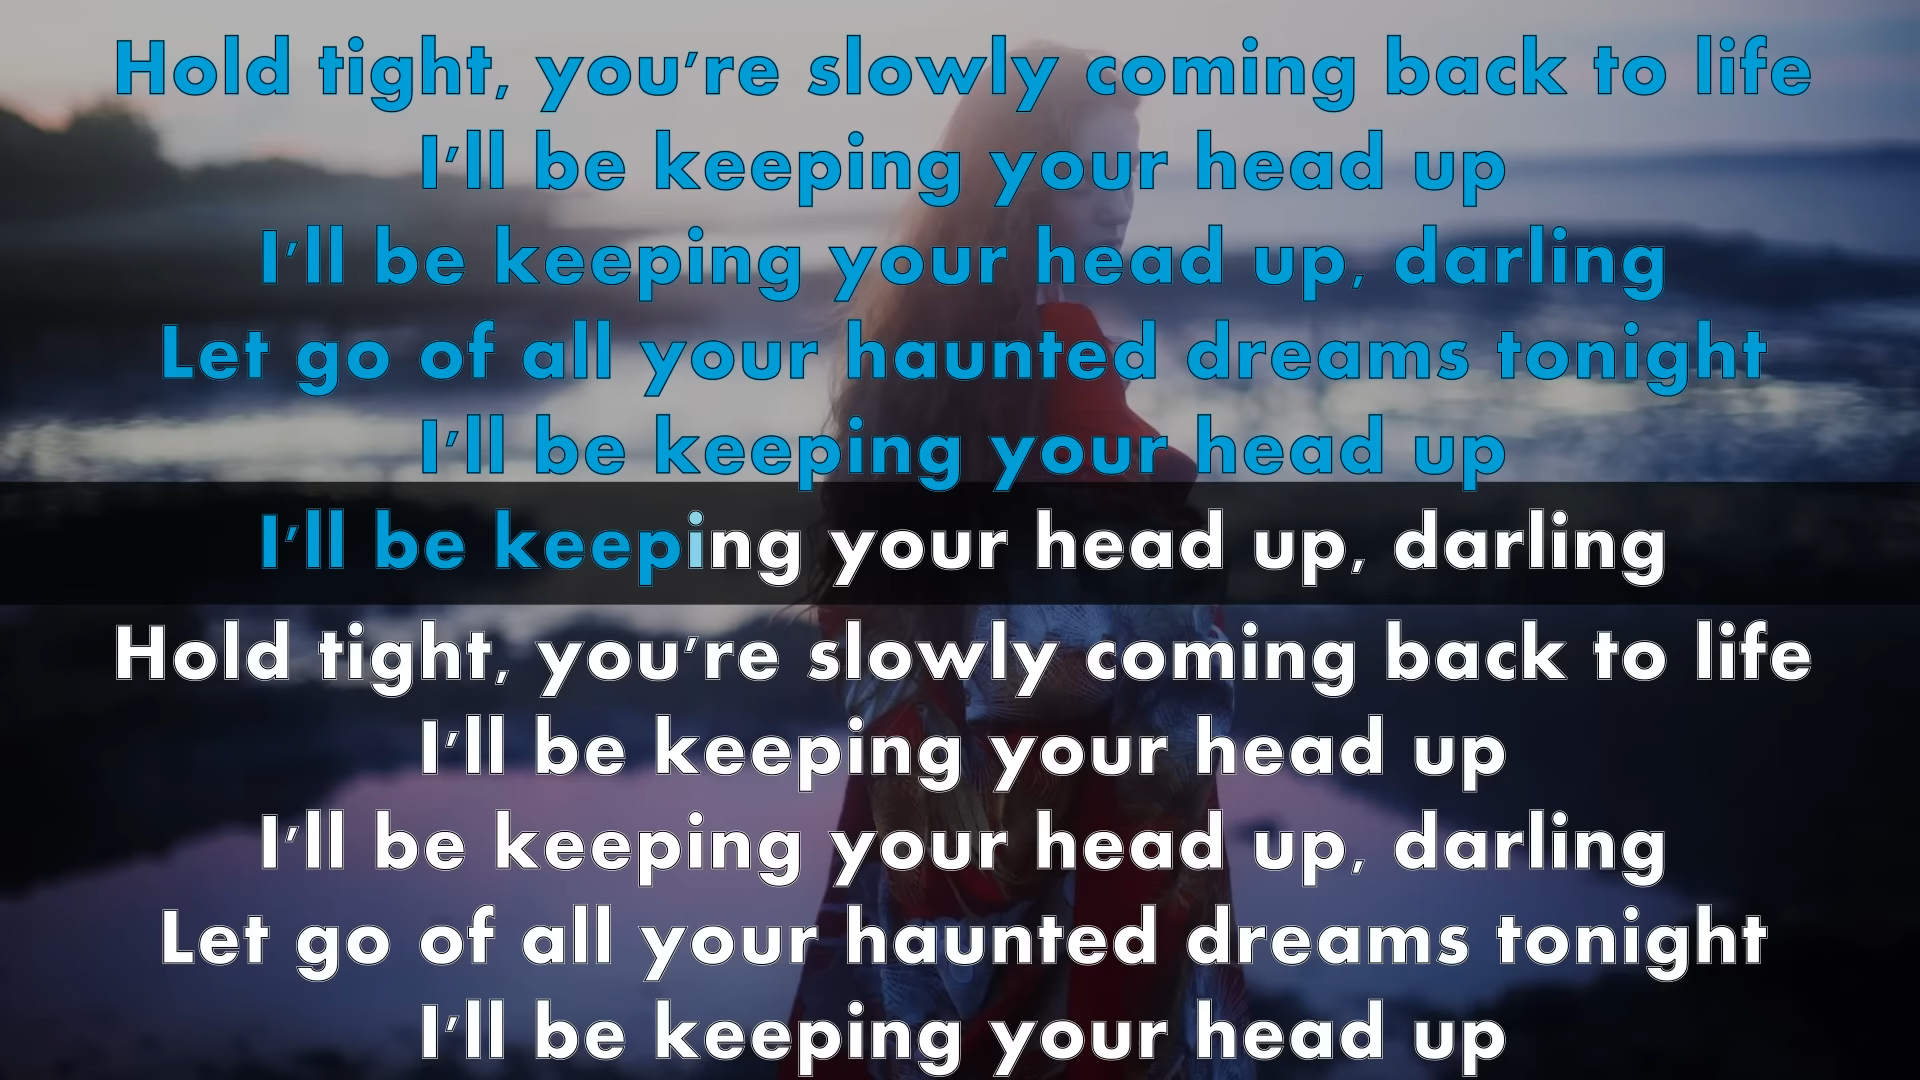 Hold tight, you’re slowly coming back to life
I’ll be keeping your head up
I’ll be keeping your head up, darling
Let go of all your haunted dreams tonight
I’ll be keeping your head up
I’ll be keeping your head up, darling
Hold tight, you’re slowly coming back to life
I’ll be keeping your head up
I’ll be keeping your head up, darling
Let go of all your haunted dreams tonight
I’ll be keeping your head up